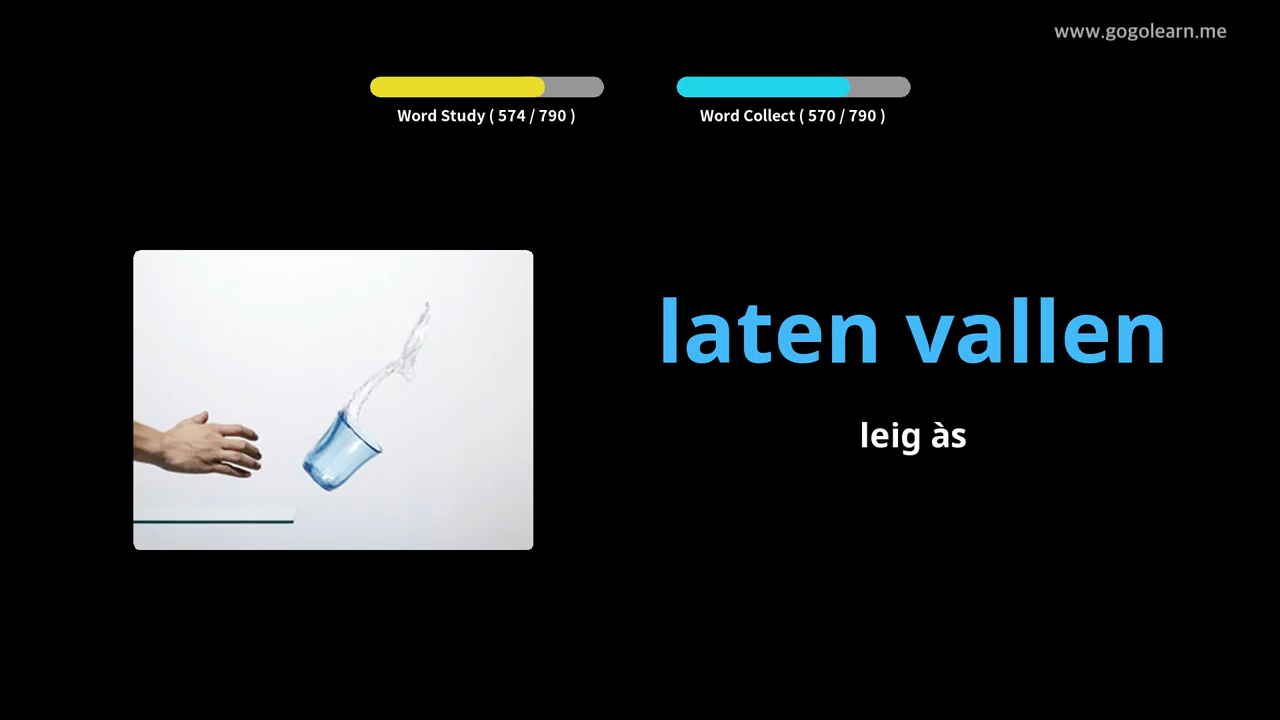 www.gogolearn.me
Word Study ( 574 / 790 )
Word Collect ( 570 / 790 )
laten vallen
leig às